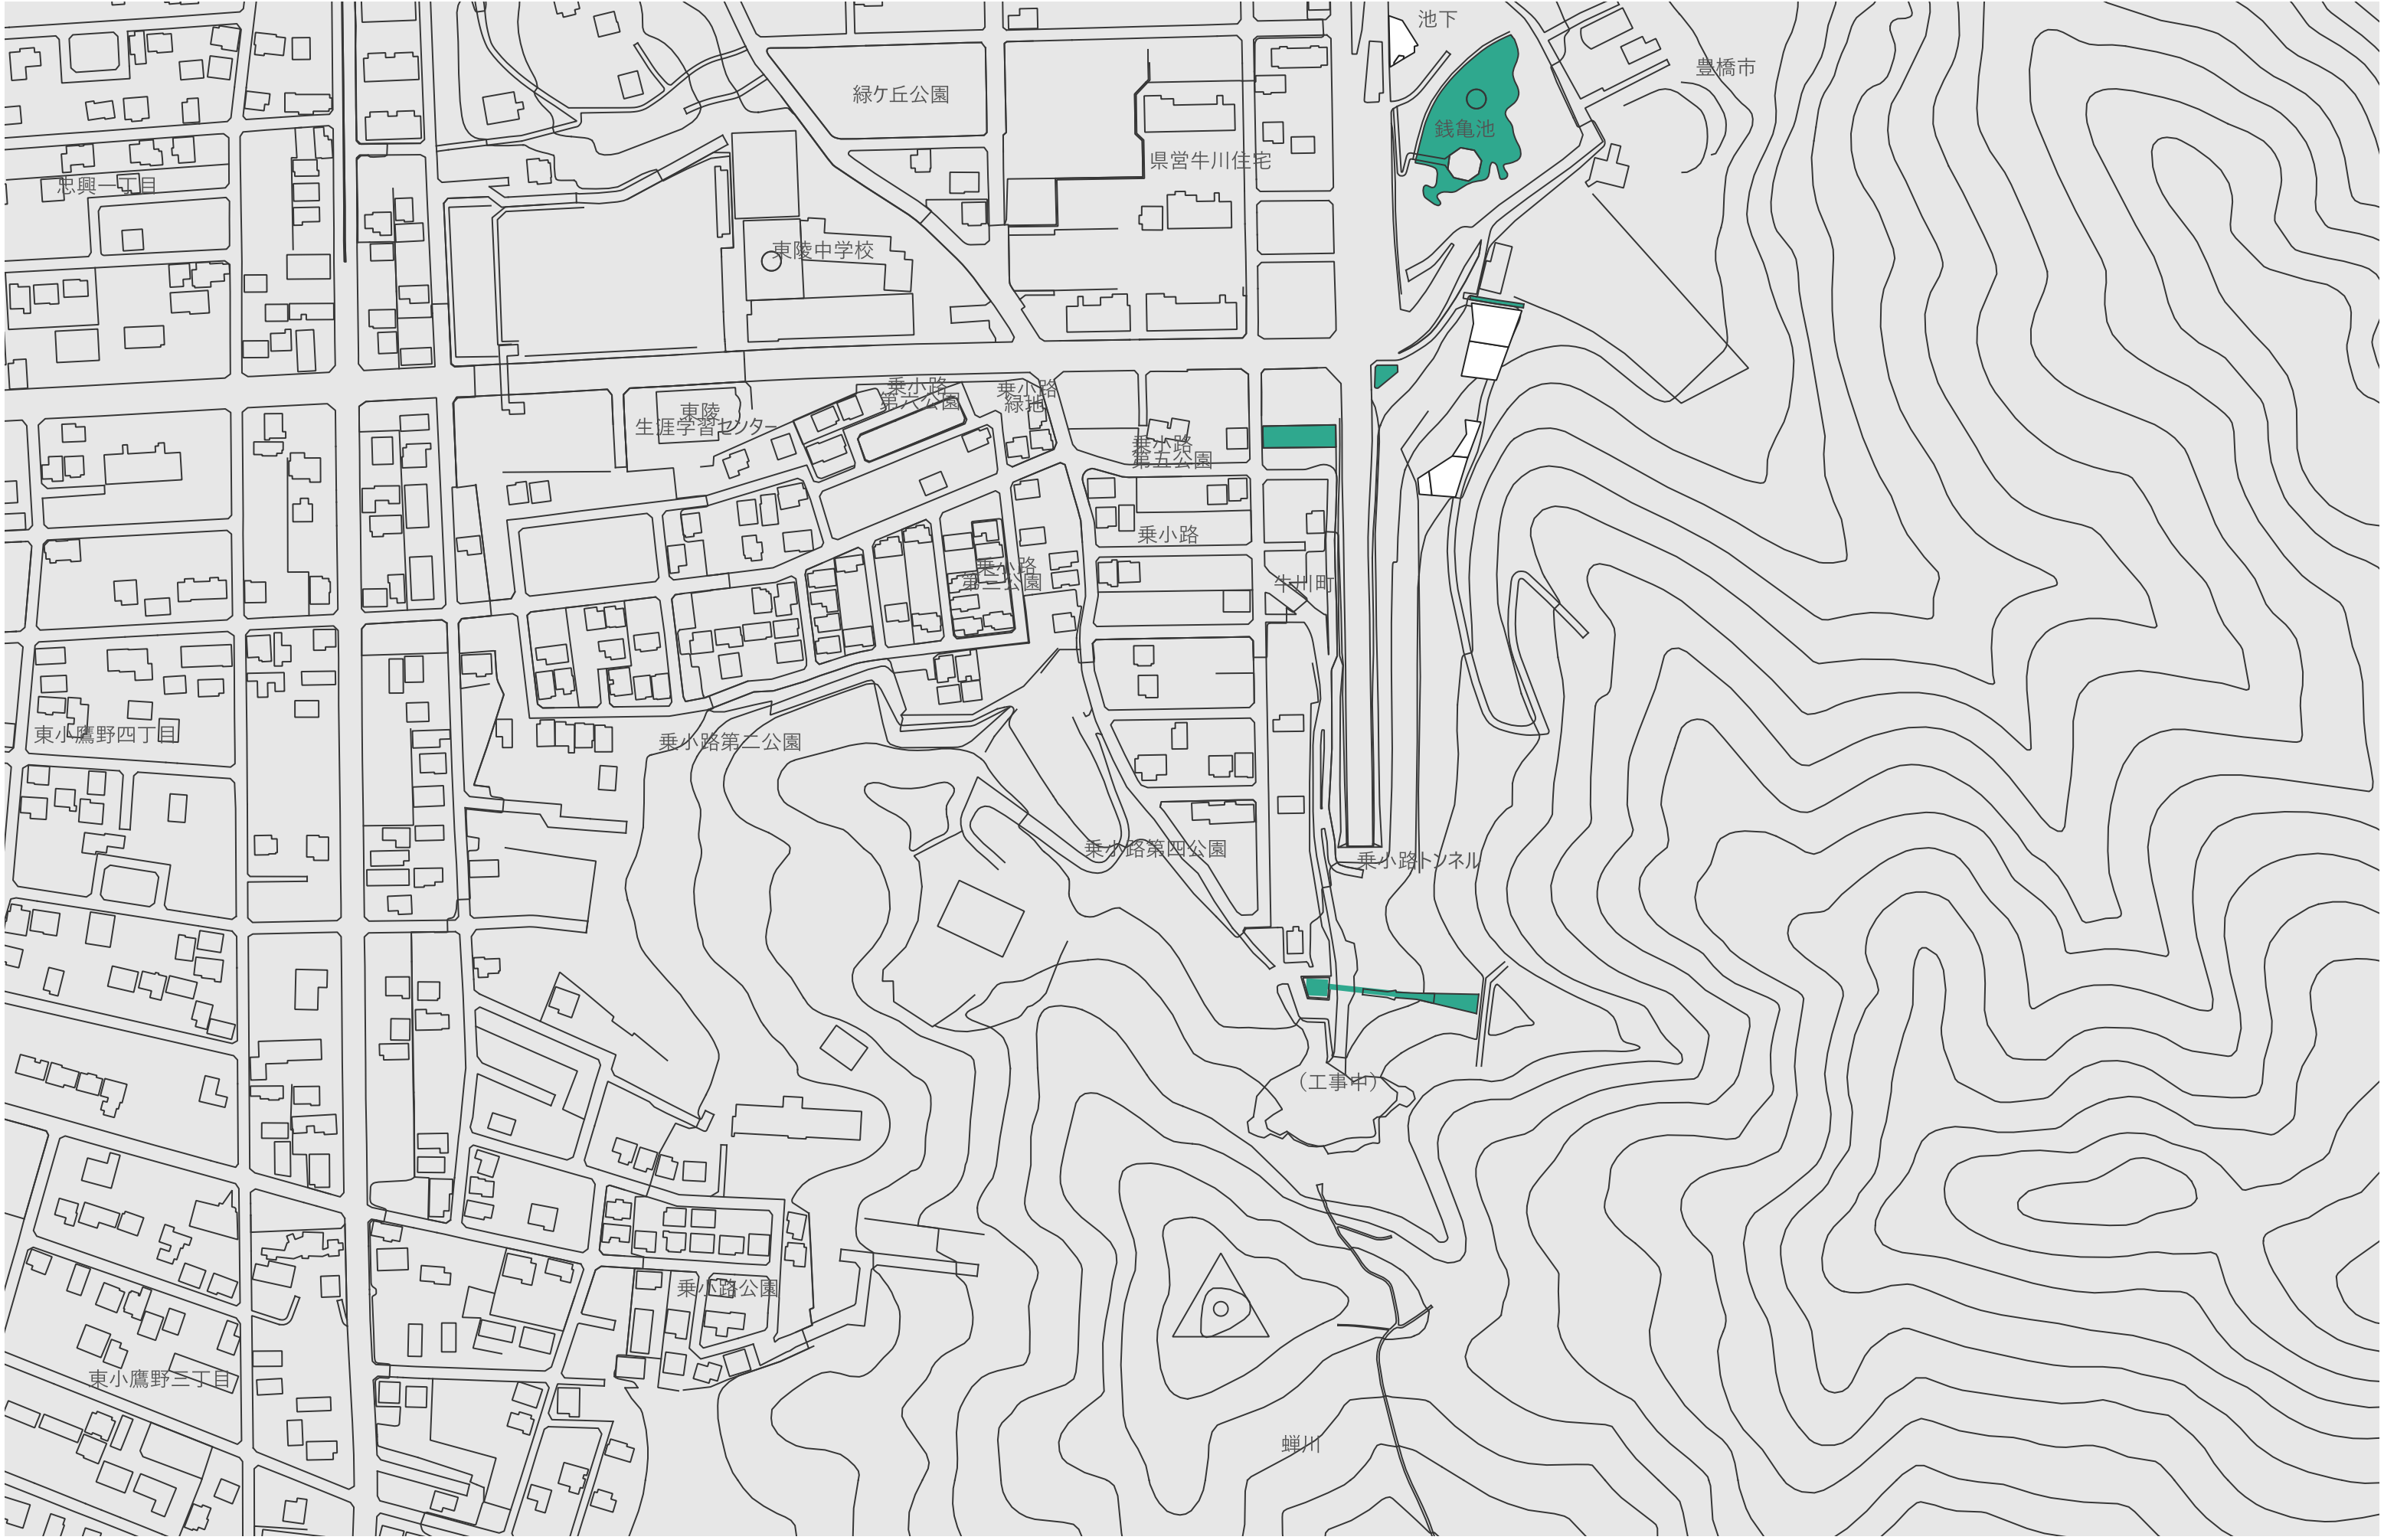 池下
豊橋市
緑ケ丘公園
銭亀池
県営牛川住宅
忠興一丁目
東陵中学校
乗小路
第六公園
乗小路
緑地
東陵
生涯学習センター
乗小路
第五公園
乗小路
乗小路
第三公園
牛川町
東小鷹野四丁目
乗小路第二公園
乗小路第四公園
乗小路トンネル
（工事中）
乗小路公園
東小鷹野三丁目
蝉川